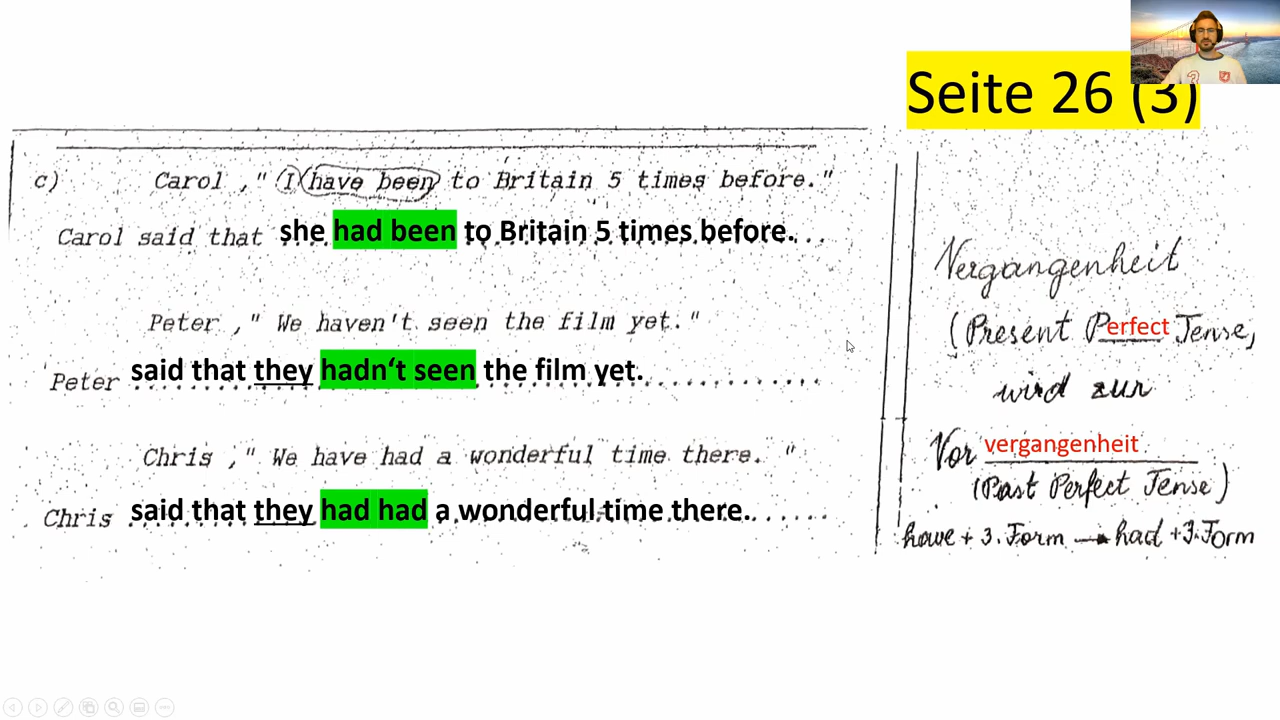 Seite 26 (3)
c) Carol ," I have been to Britain 5 times before."
Carol said that she had been to Britain 5 times before.
Peter ," We haven't seen the film yet."
Peter said that they hadn‘t seen the film yet.
Chris ," We have had a wonderful time there. "
Chris said that they had had a wonderful time there.
Vergangenheit
(Present Perfect Tense,
wird zur
Vorvergangenheit
(Past Perfect Tense)
have + 3. Form → had + 3. Form